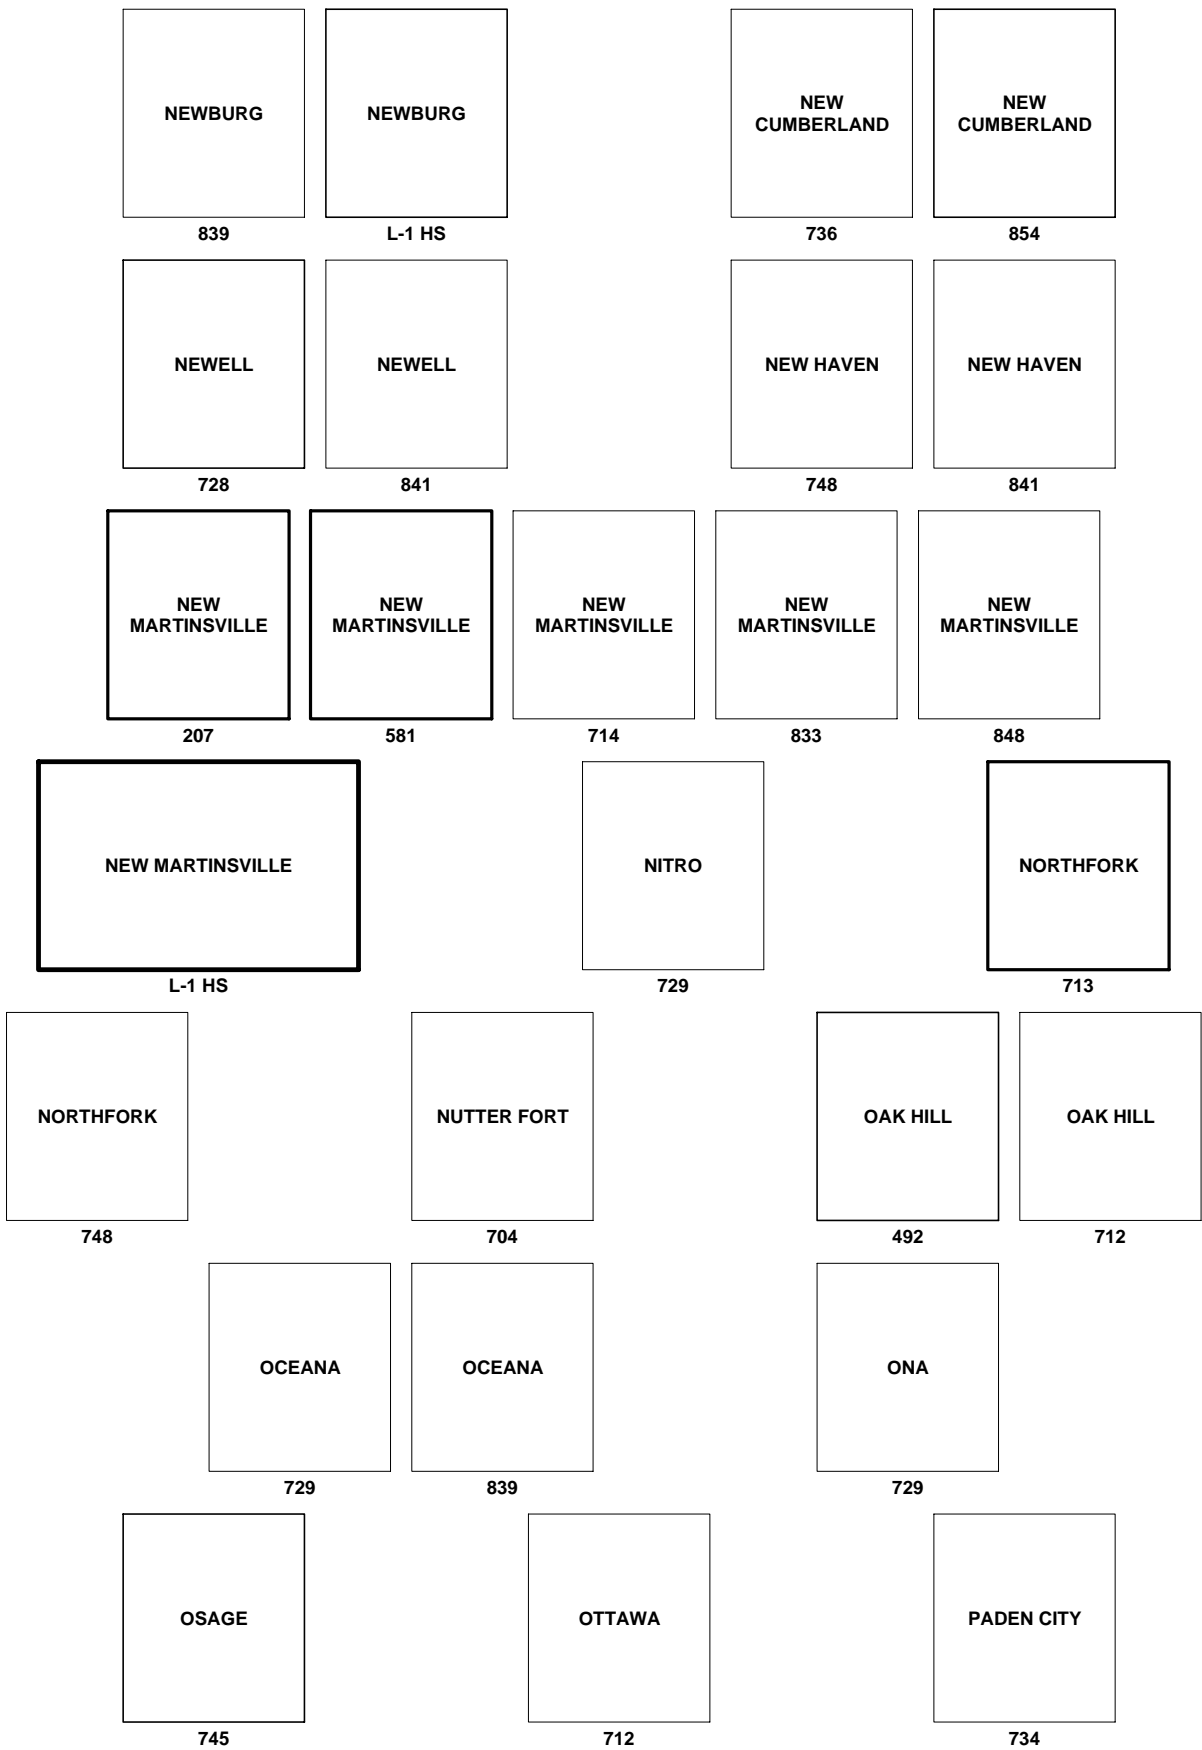 NEWBURG
839
NEWBURG
L-1 HS
NEW
CUMBERLAND
736
NEW
CUMBERLAND
854
NEWELL
728
NEWELL
841
NEW HAVEN
748
NEW HAVEN
841
NEW
MARTINSVILLE
207
NEW
MARTINSVILLE
581
NEW
MARTINSVILLE
714
NEW
MARTINSVILLE
833
NEW
MARTINSVILLE
848
NEW MARTINSVILLE
L-1 HS
NITRO
729
NORTHFORK
713
NORTHFORK
748
NUTTER FORT
704
OAK HILL
492
OAK HILL
712
OCEANA
729
OCEANA
839
ONA
729
OSAGE
745
OTTAWA
712
PADEN CITY
734